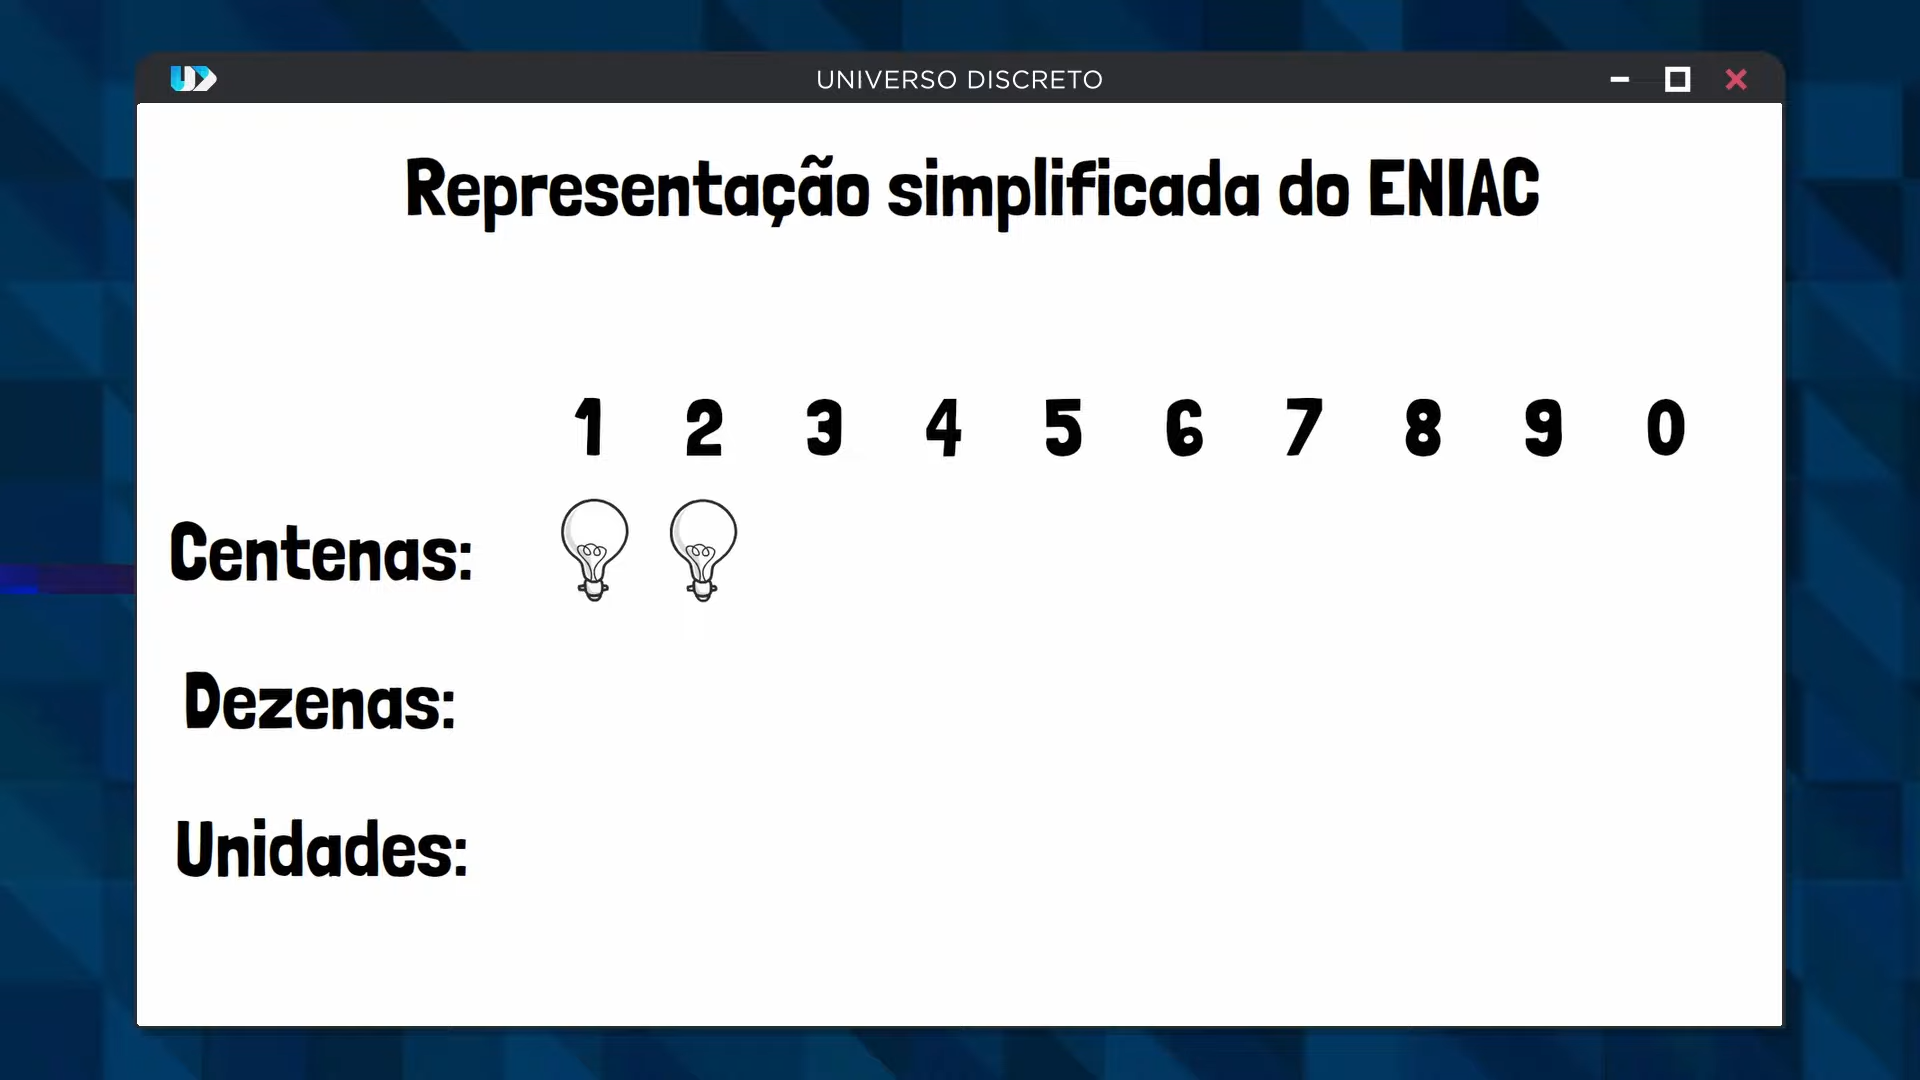 UNIVERSO DISCRETO
Representação simplificada do ENIAC
1 2 3 4 5 6 7 8 9 0
Centenas:
Dezenas:
Unidades: